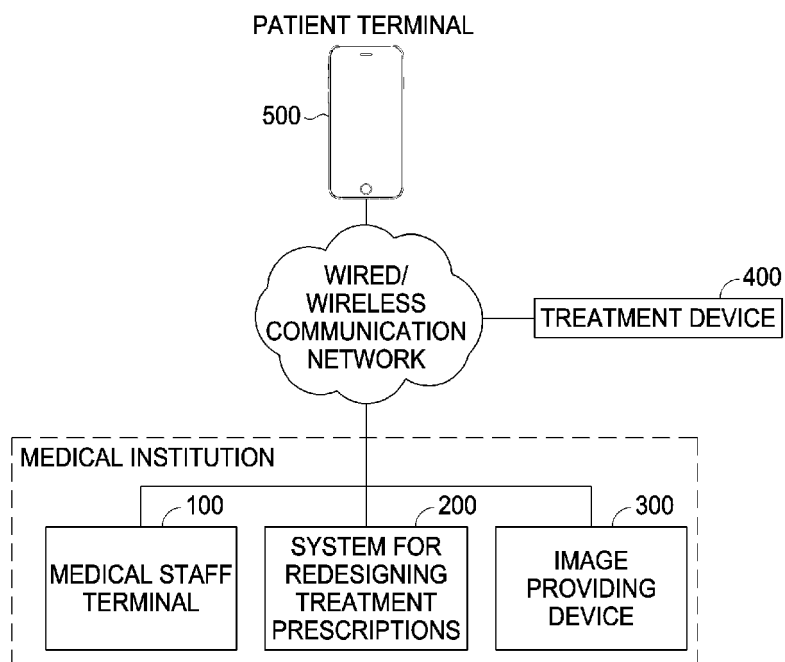 PATIENT TERMINAL
500
WIRED/
WIRELESS
COMMUNICATION
NETWORK
400
TREATMENT DEVICE
MEDICAL INSTITUTION
100
MEDICAL STAFF
TERMINAL
200
SYSTEM FOR
REDESIGNING
TREATMENT
PRESCRIPTIONS
300
IMAGE
PROVIDING
DEVICE